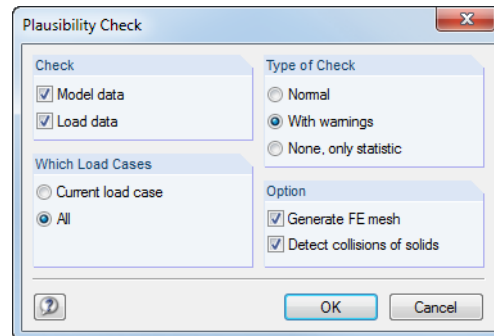 Plausibility Check
Check
Model data
Load data
Which Load Cases
Current load case
All
Type of Check
Normal
With warnings
None, only statistic
Option
Generate FE mesh
Detect collisions of solids
OK
Cancel